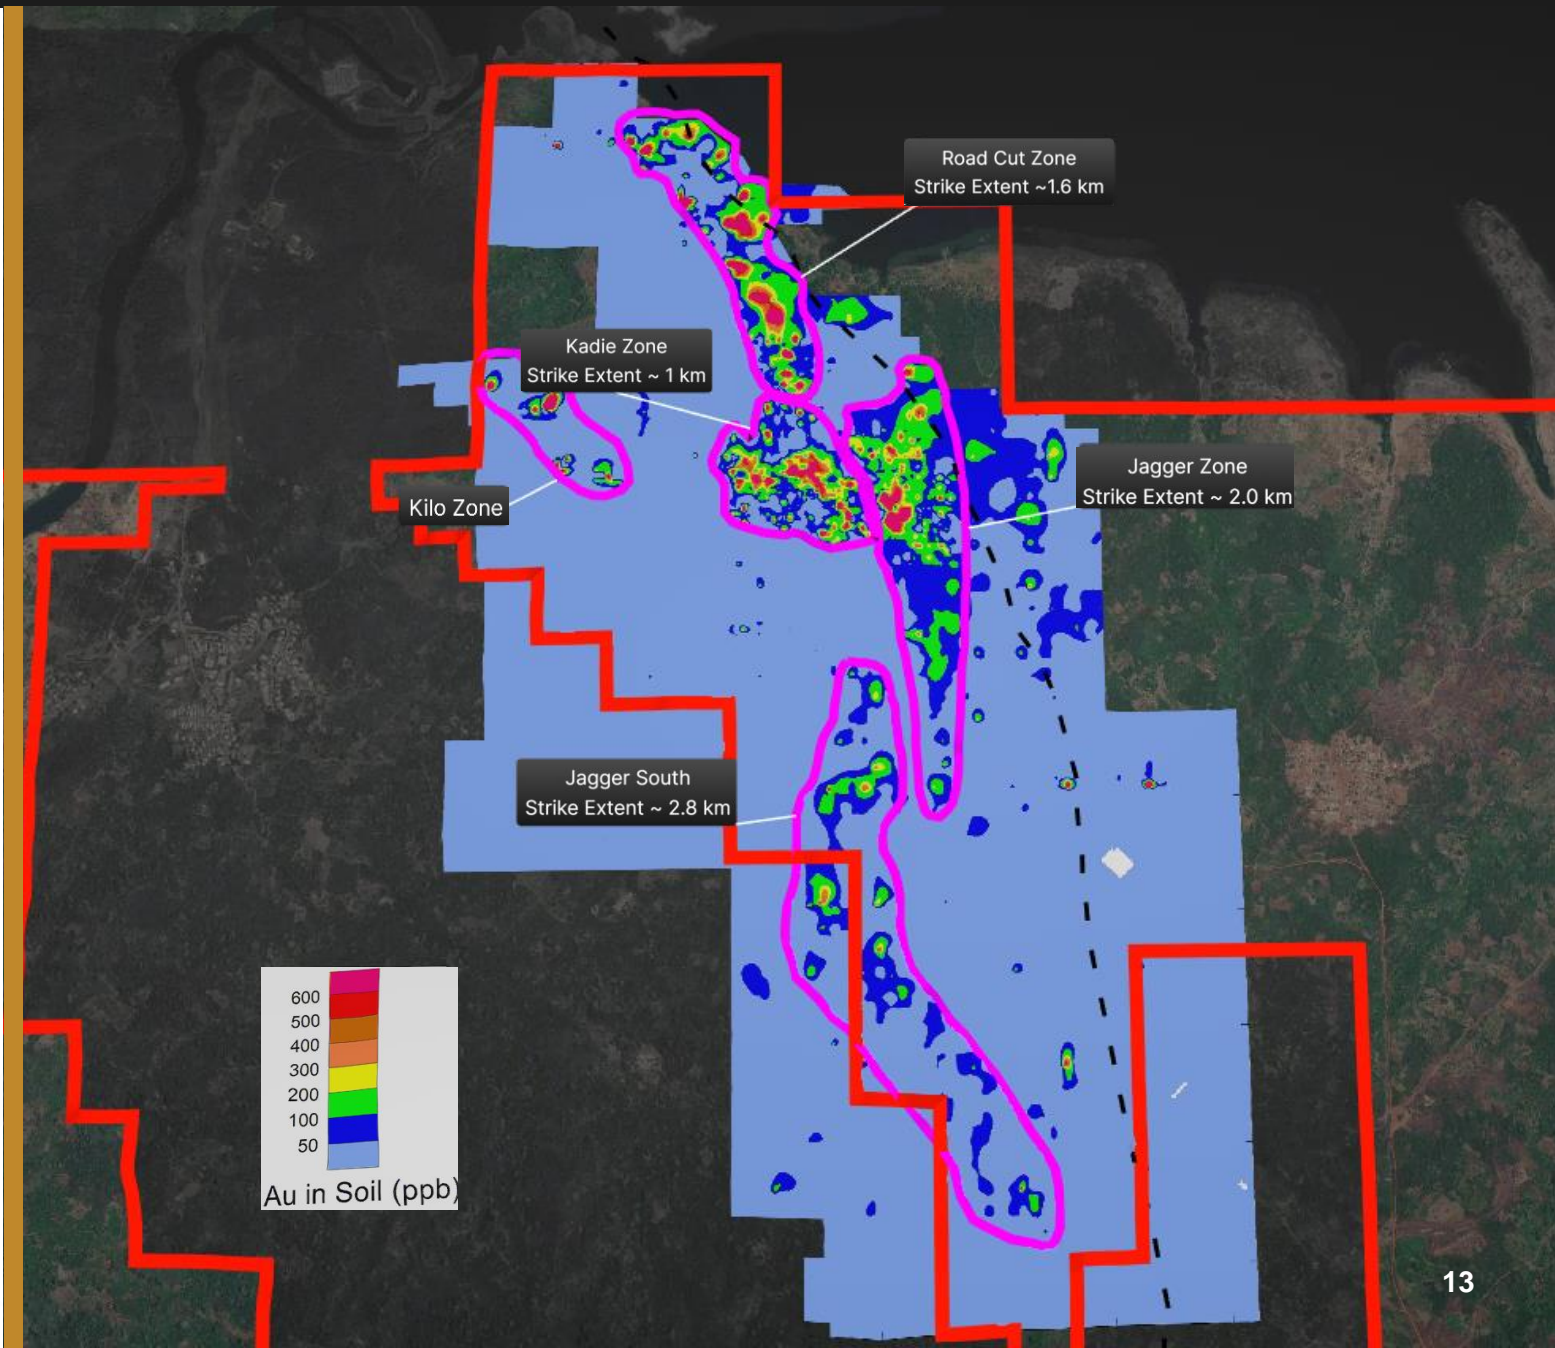 Road Cut Zone
Strike Extent ~1.6 km
Kadie Zone
Strike Extent ~ 1 km
Jagger Zone
Strike Extent ~ 2.0 km
Kilo Zone
Jagger South
Strike Extent ~ 2.8 km
600
500
400
300
200
100
50
Au in Soil (ppb)
13